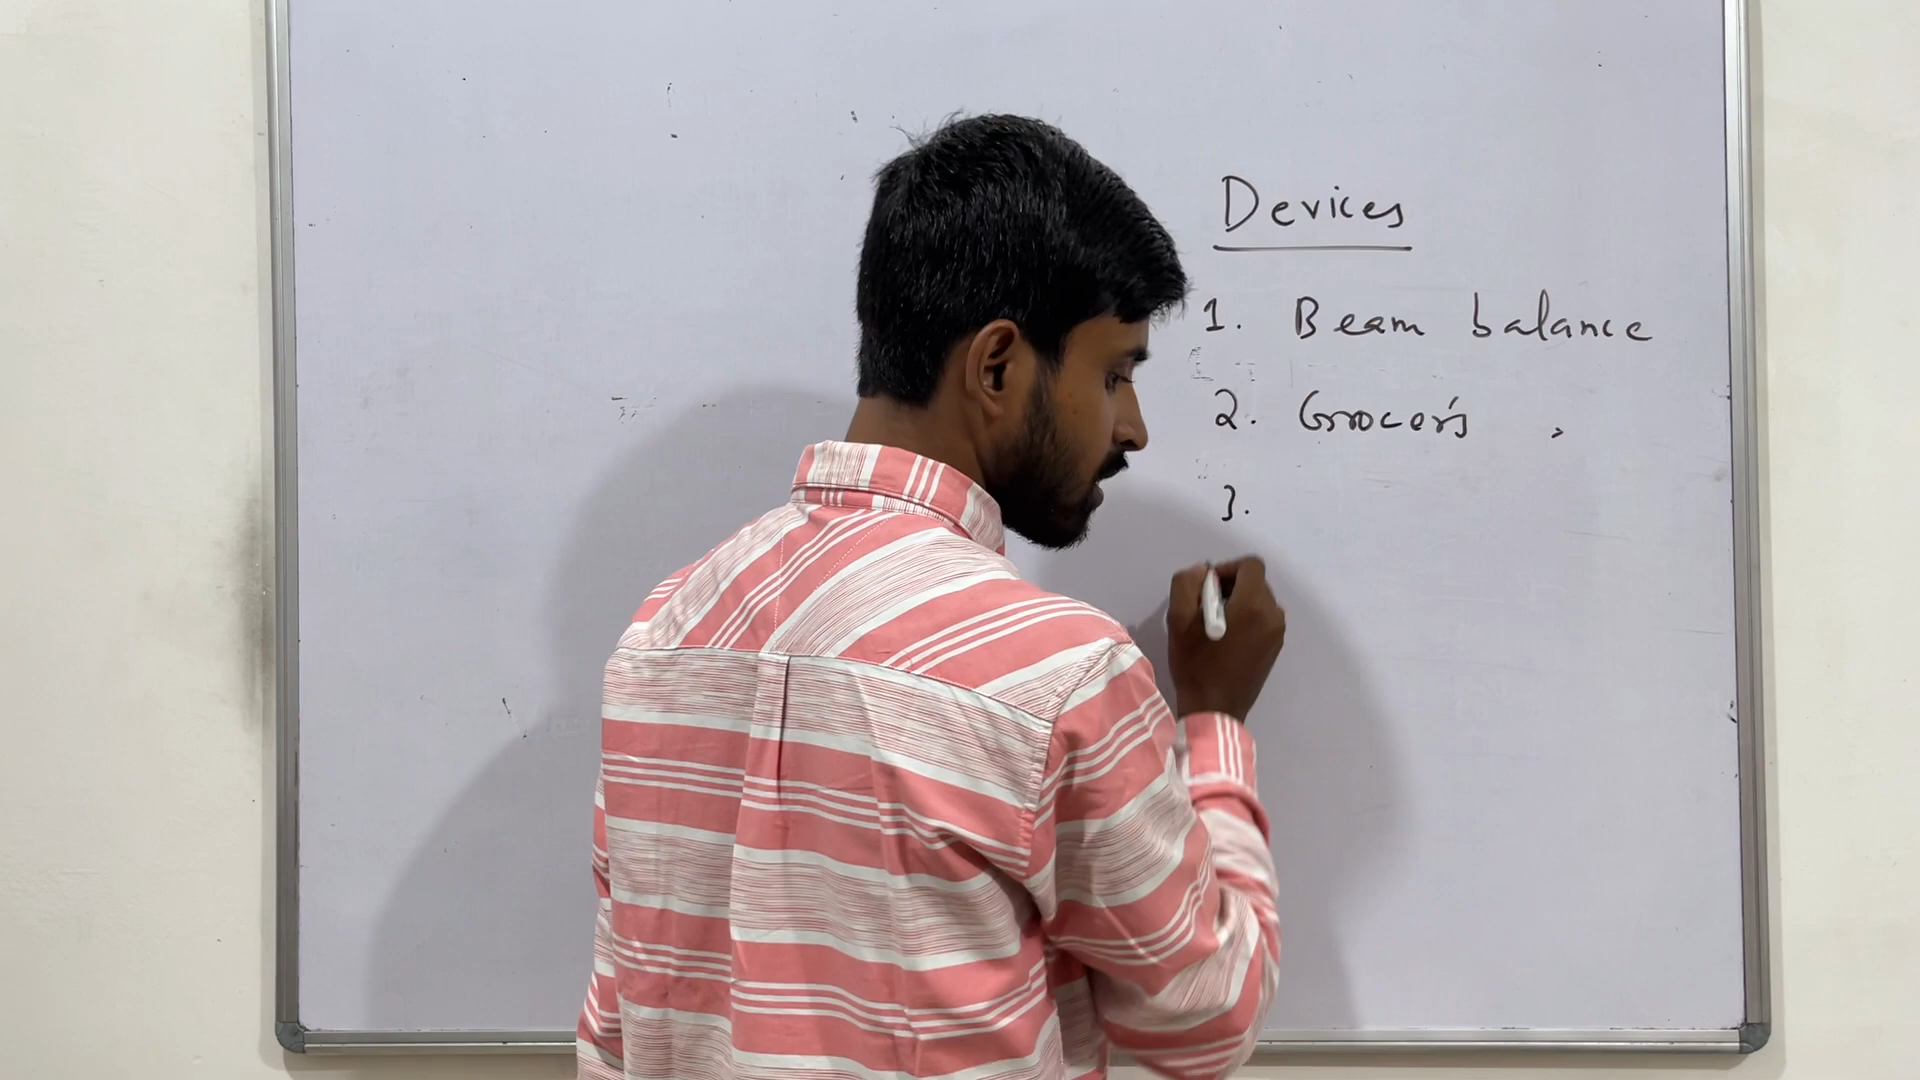 Devices
1. Beam balance
2. Grocer's "
3.